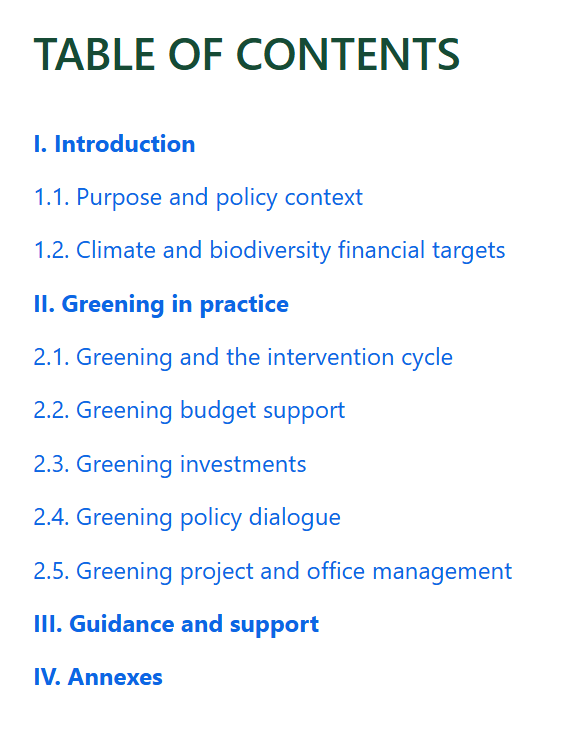 TABLE OF CONTENTS
I. Introduction
1.1. Purpose and policy context
1.2. Climate and biodiversity financial targets
II. Greening in practice
2.1. Greening and the intervention cycle
2.2. Greening budget support
2.3. Greening investments
2.4. Greening policy dialogue
2.5. Greening project and office management
III. Guidance and support
IV. Annexes